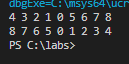 dbgExe=C:\msys64\ucr
4 3 2 1 0 5 6 7 8
8 7 6 5 0 1 2 3 4
PS C:\labs>